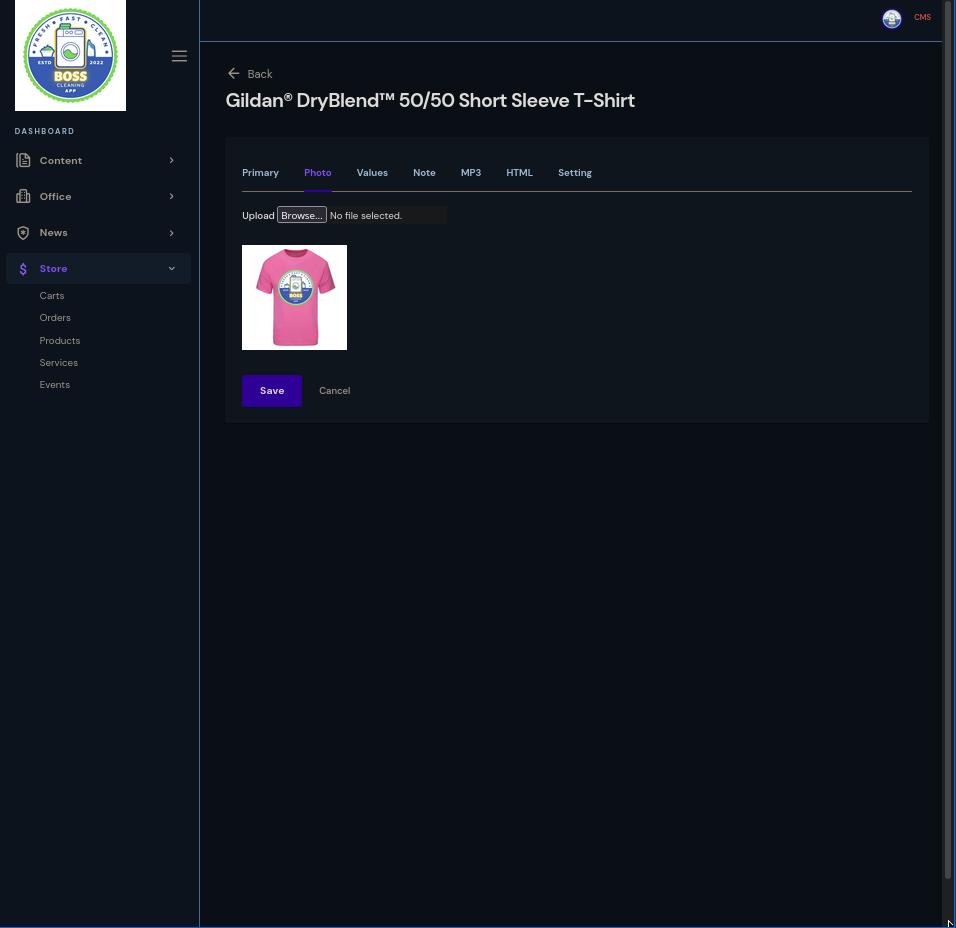 FRESH ★ FAST ★ CLEAN
ESTD 2022
BOSS
CLEANING
APP
CMS
DASHBOARD
Content
Office
News
Store
Carts
Orders
Products
Services
Events
Back
Gildan® DryBlend™ 50/50 Short Sleeve T-Shirt
Primary Photo Values Note MP3 HTML Setting
Upload Browse... No file selected.
BOSS
Save Cancel